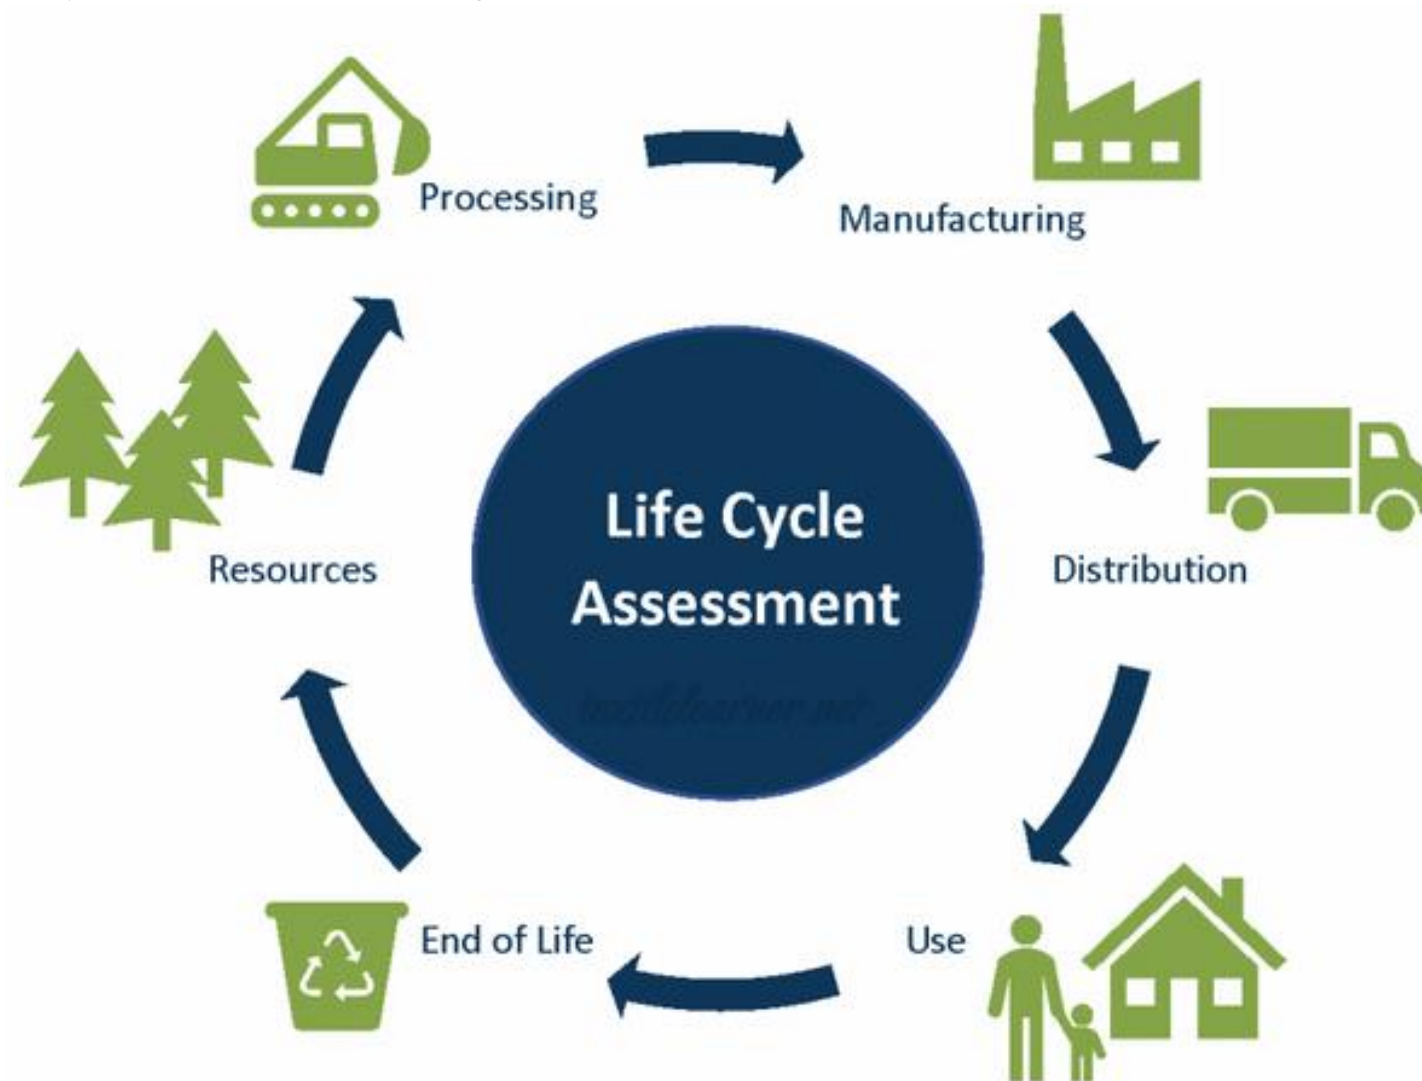 Processing
Manufacturing
Distribution
Use
End of Life
Resources
Life Cycle
Assessment